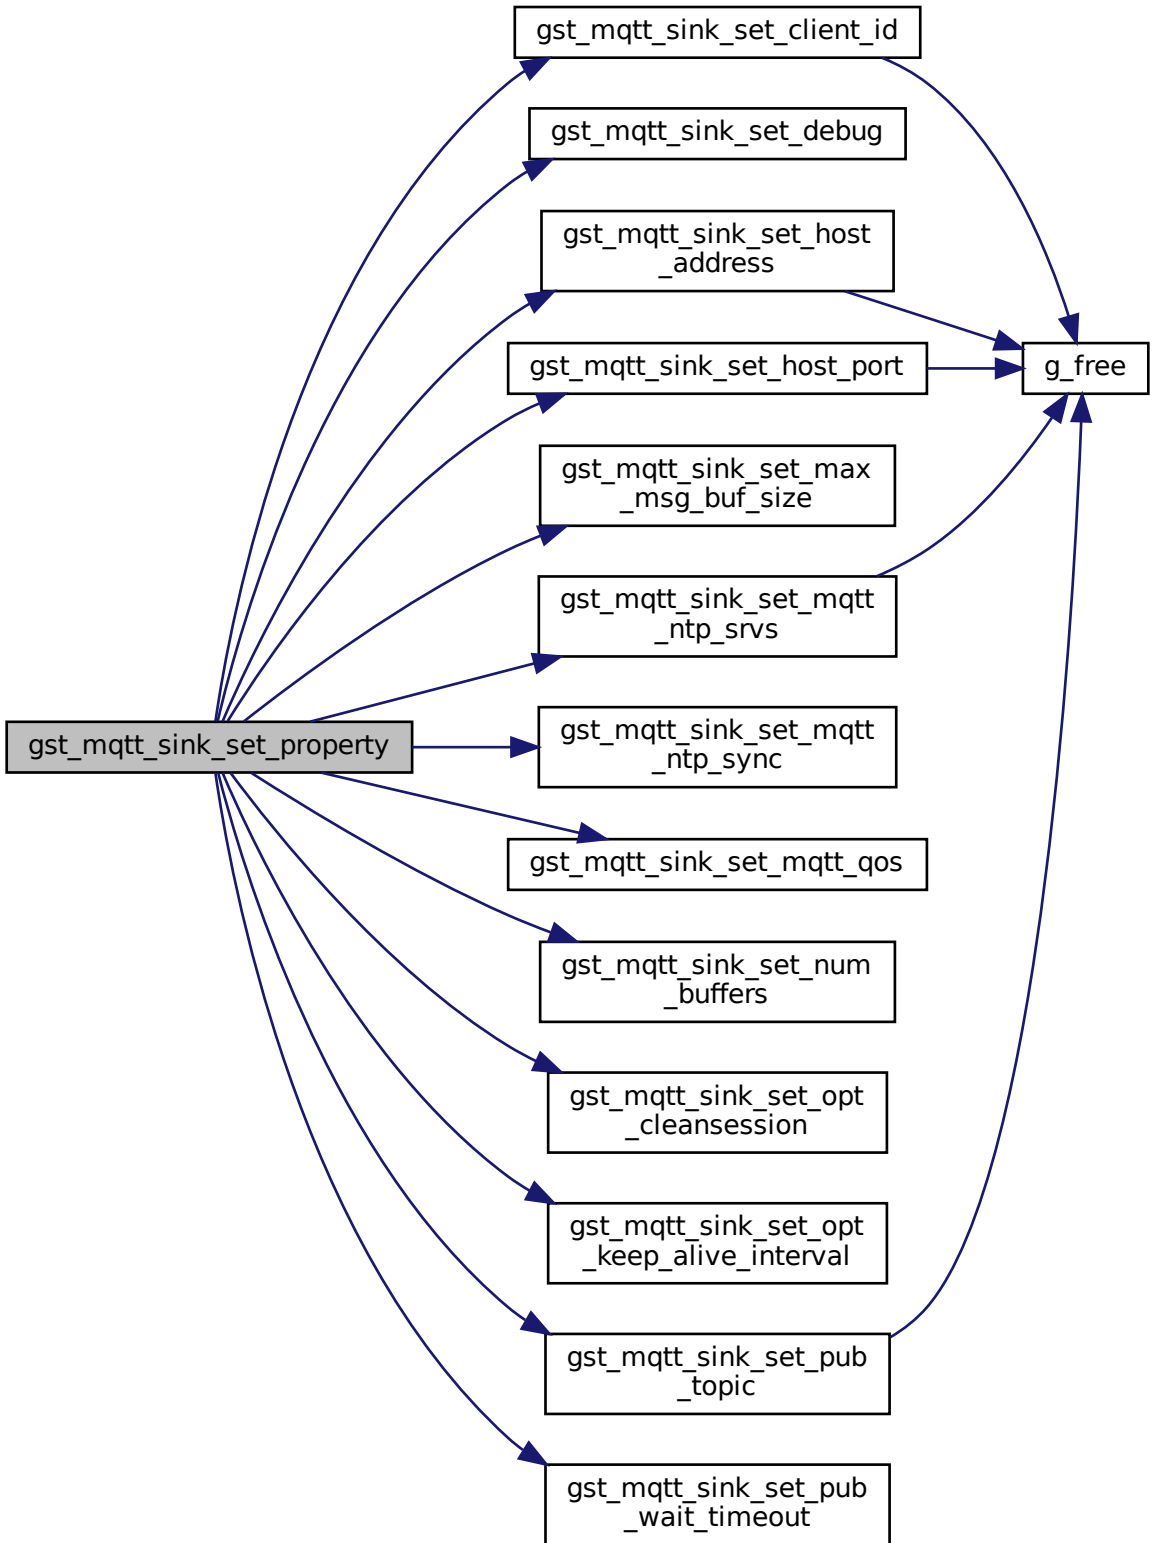 gst_mqtt_sink_set_client_id
gst_mqtt_sink_set_debug
gst_mqtt_sink_set_host
_address
gst_mqtt_sink_set_host_port
g_free
gst_mqtt_sink_set_max
_msg_buf_size
gst_mqtt_sink_set_mqtt
_ntp_srvs
gst_mqtt_sink_set_property
gst_mqtt_sink_set_mqtt
_ntp_sync
gst_mqtt_sink_set_mqtt_qos
gst_mqtt_sink_set_num
_buffers
gst_mqtt_sink_set_opt
_cleansession
gst_mqtt_sink_set_opt
_keep_alive_interval
gst_mqtt_sink_set_pub
_topic
gst_mqtt_sink_set_pub
_wait_timeout